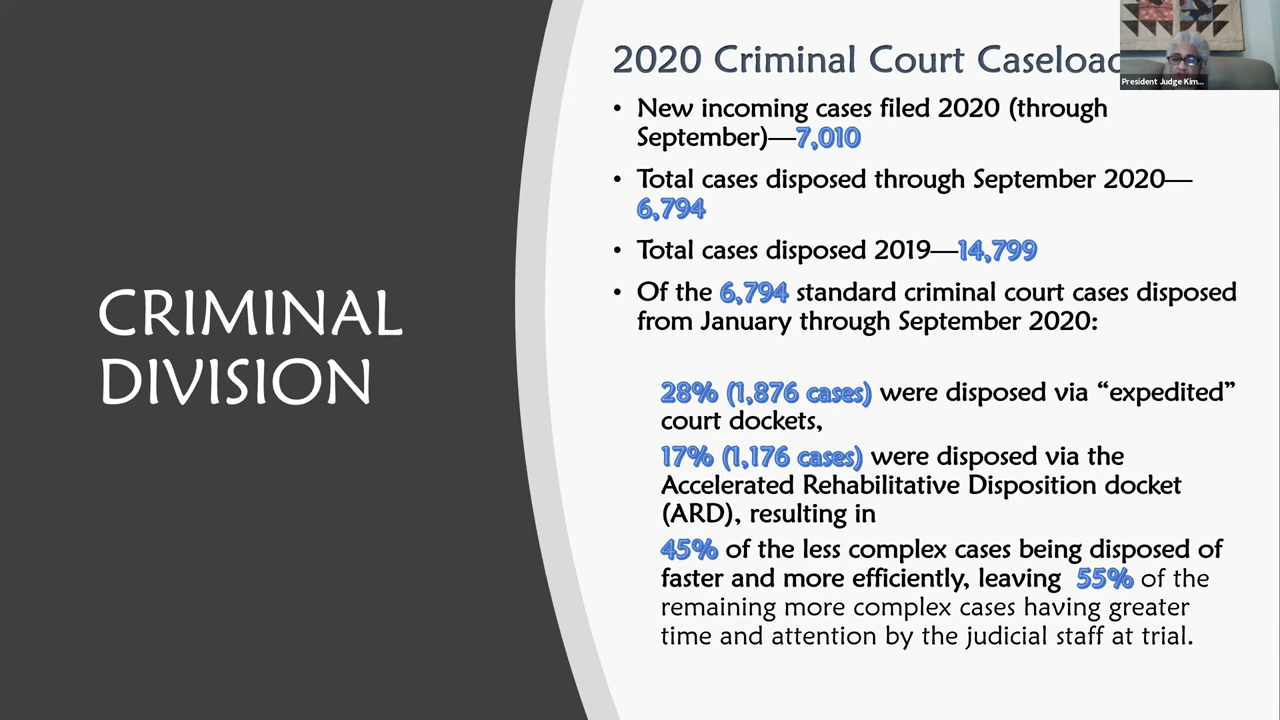 CRIMINAL
DIVISION
2020 Criminal Court
President Judge Kim...
• New incoming cases filed 2020 (through
September)—7,010
• Total cases disposed through September 2020—
6,794
• Total cases disposed 2019—14,799
• Of the 6,794 standard criminal court cases disposed
from January through September 2020:
28% (1,876 cases) were disposed via “expedited”
court dockets,
17% (1,176 cases) were disposed via the
Accelerated Rehabilitative Disposition docket
(ARD), resulting in
45% of the less complex cases being disposed of
faster and more efficiently, leaving 55% of the
remaining more complex cases having greater
time and attention by the judicial staff at trial.